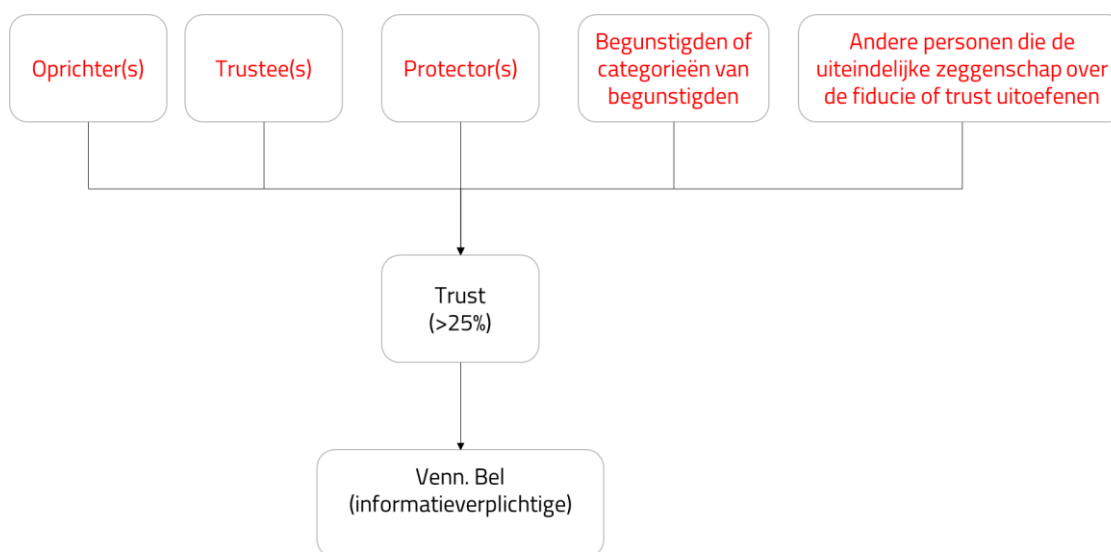 Oprichter(s)
Trustee(s)
Protector(s)
Begunstigden of
categorieën van
begunstigden
Andere personen die de
uiteindelijke zeggenschap over
de fiducie of trust uitoefenen
Trust
(>25%)
Venn. Bel
(informatieverplichtige)